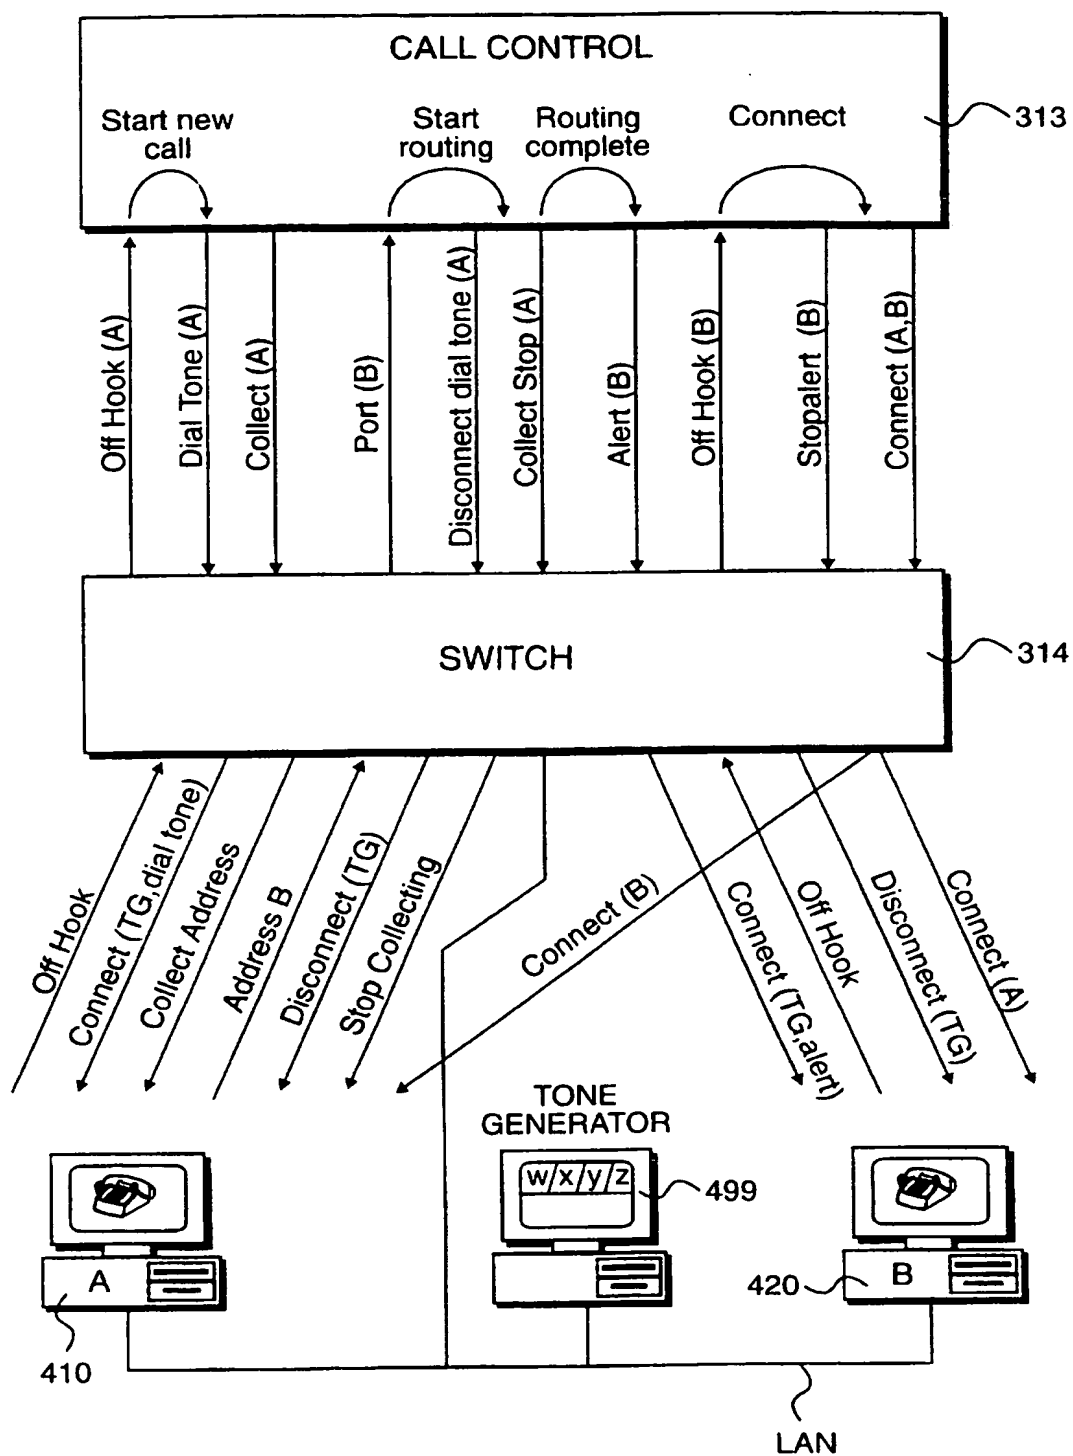 CALL CONTROL
Start new
call
Start
routing
Routing
complete
Connect
313
Off Hook (A)
Dial Tone (A)
Collect (A)
Port (B)
Disconnect dial tone (A)
Collect Stop (A)
Alert (B)
Off Hook (B)
Stopalert (B)
Connect (A,B)
SWITCH
314
Off Hook
Connect (TG,dial tone)
Collect Address
Address B
Disconnect (TG)
Stop Collecting
Connect (B)
Connect (TG,alert)
Off Hook
Disconnect (TG)
Connect (A)
TONE
GENERATOR
w/x/y/z
499
A
410
420
B
LAN